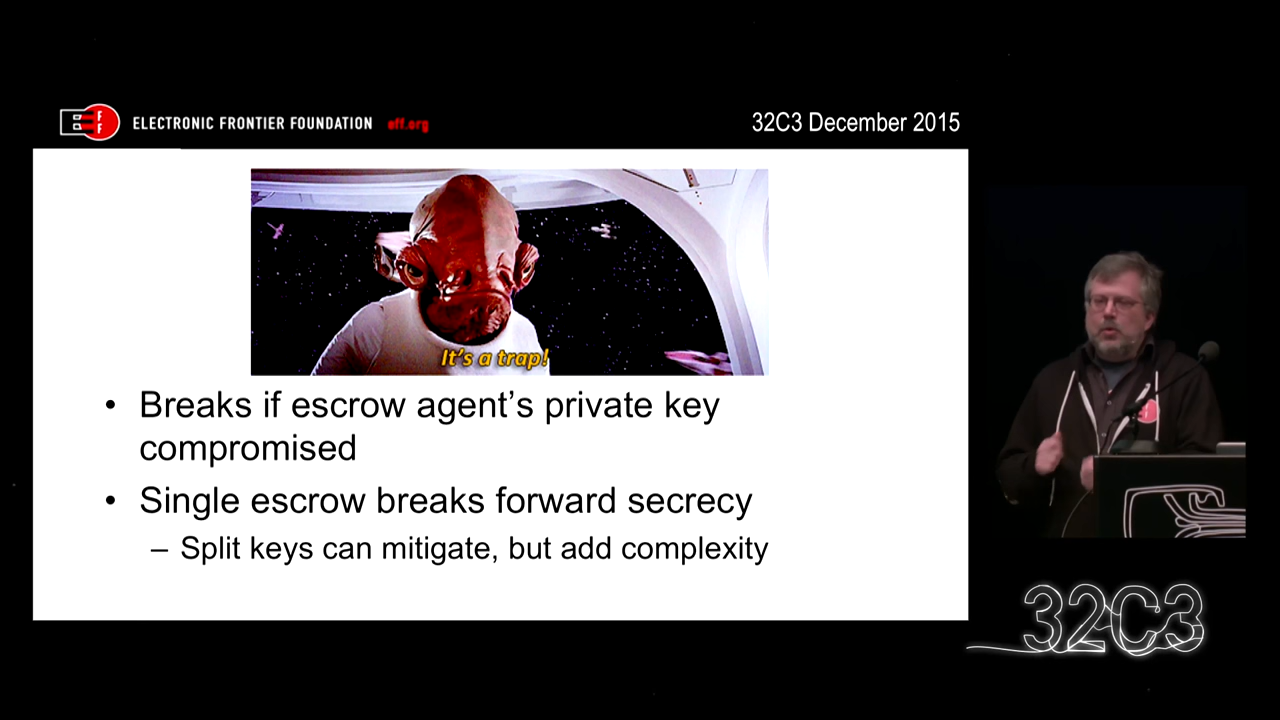 ELECTRONIC FRONTIER FOUNDATION eff.org
32C3 December 2015
It's a trap!
• Breaks if escrow agent’s private key
compromised
• Single escrow breaks forward secrecy
– Split keys can mitigate, but add complexity
32C3